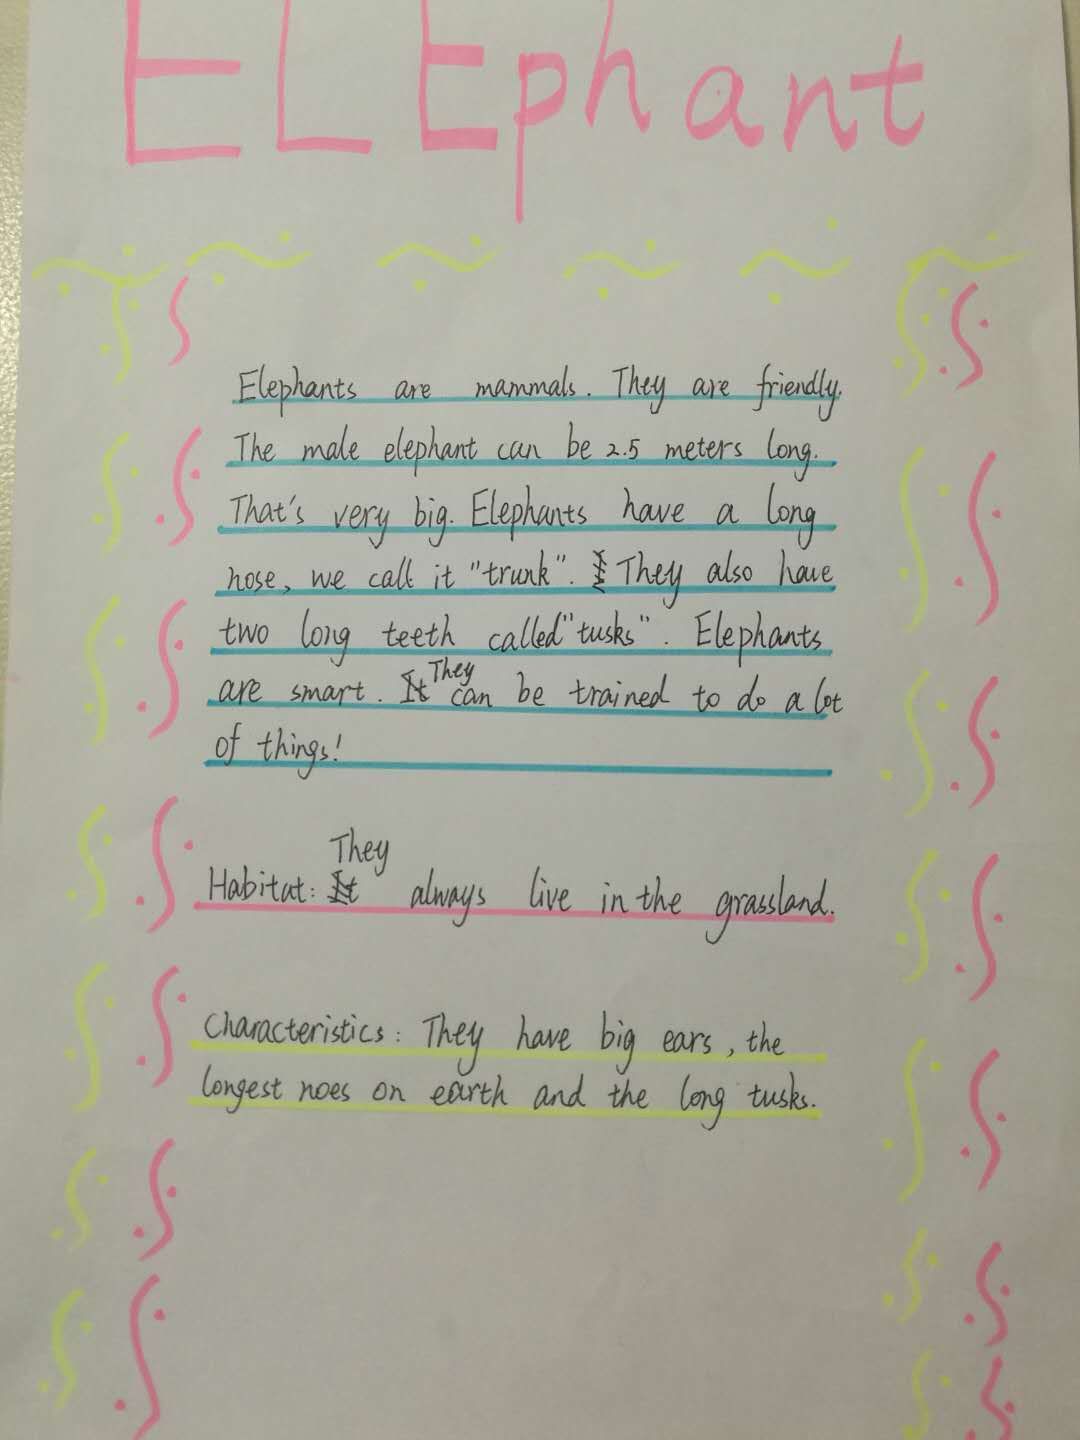 ELEphant
Elephants are mammals. They are friendly.
The male elephant can be 2.5 meters long.
That's very big. Elephants have a long
nose, we call it "trunk". They also have
two long teeth called "tusks". Elephants
are smart. It They can be trained to do a lot
of things!
They
Habitat: It always live in the grassland.
Characteristics: They have big ears, the
longest noes on earth and the long tusks.